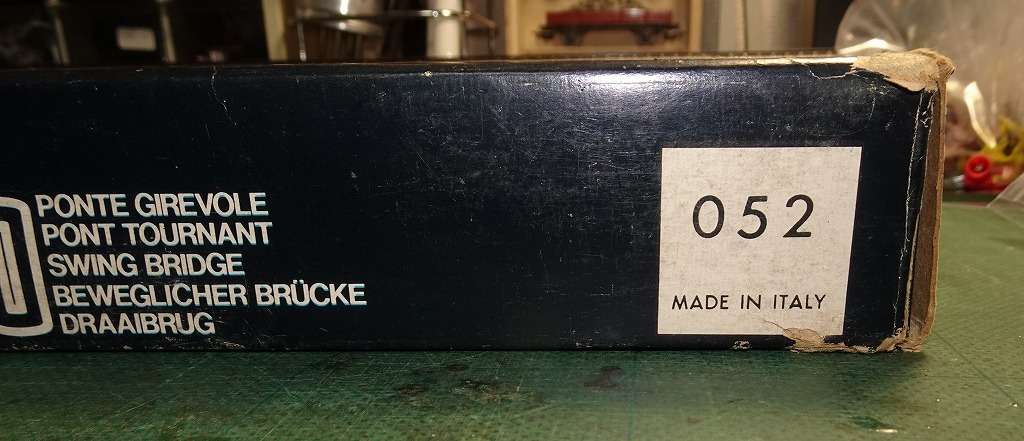 PONTE GIREVOLE
PONT TOURNANT
SWING BRIDGE
BEWEGLICHER BRÜCKE
DRAAIBRUG
052
MADE IN ITALY